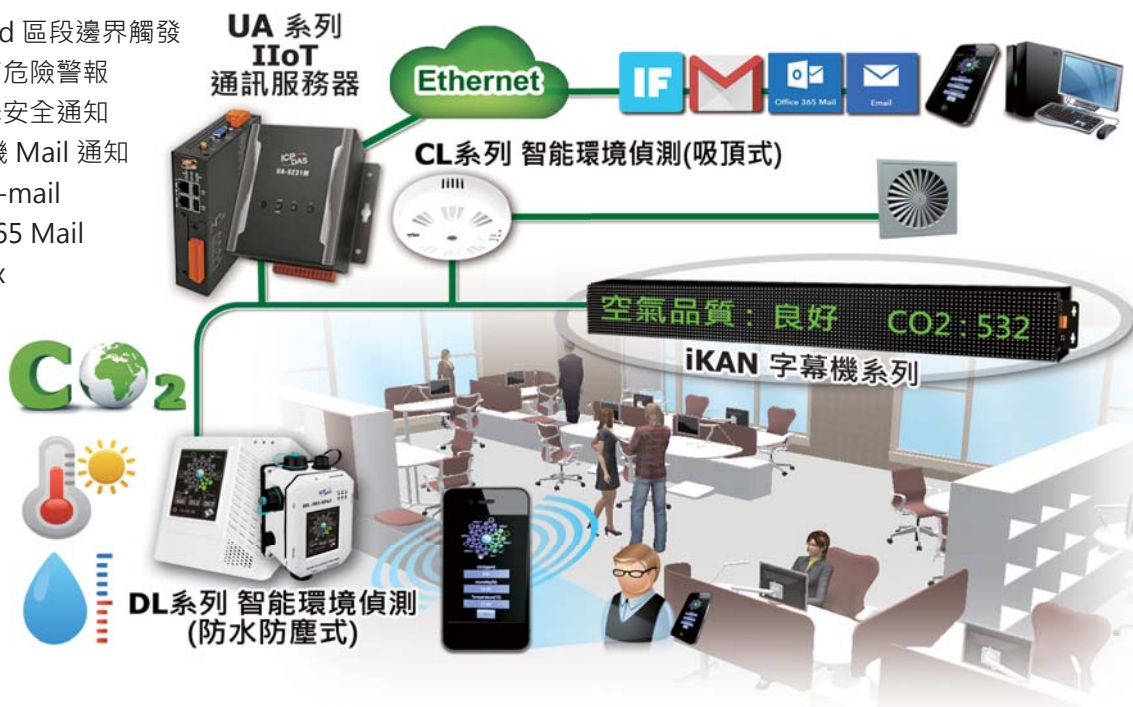 d 區段邊界觸發
危險警報
安全通知
Mail 通知
-mail
65 Mail
x
UA 系列
IIoT
通訊服務器
Ethernet
IF
Office 365 Mail
Email
ICP DAS
UA-5231M
CL系列 智能環境偵測(吸頂式)
空氣品質：良好 CO2:532
iKAN 字幕機系列
CO2
DL系列 智能環境偵測
(防水防塵式)